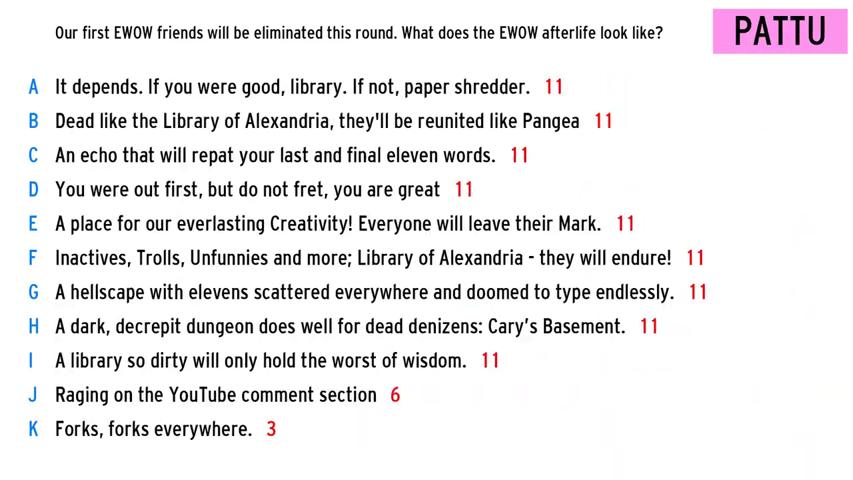 Our first EWOW friends will be eliminated this round. What does the EWOW afterlife look like?
PATTU
A It depends. If you were good, library. If not, paper shredder. 11
B Dead like the Library of Alexandria, they'll be reunited like Pangea 11
C An echo that will repat your last and final eleven words. 11
D You were out first, but do not fret, you are great 11
E A place for our everlasting Creativity! Everyone will leave their Mark. 11
F Inactives, Trolls, Unfunnies and more; Library of Alexandria - they will endure! 11
G A hellscape with elevens scattered everywhere and doomed to type endlessly. 11
H A dark, decrepit dungeon does well for dead denizens: Cary's Basement. 11
I A library so dirty will only hold the worst of wisdom. 11
J Raging on the YouTube comment section 6
K Forks, forks everywhere. 3